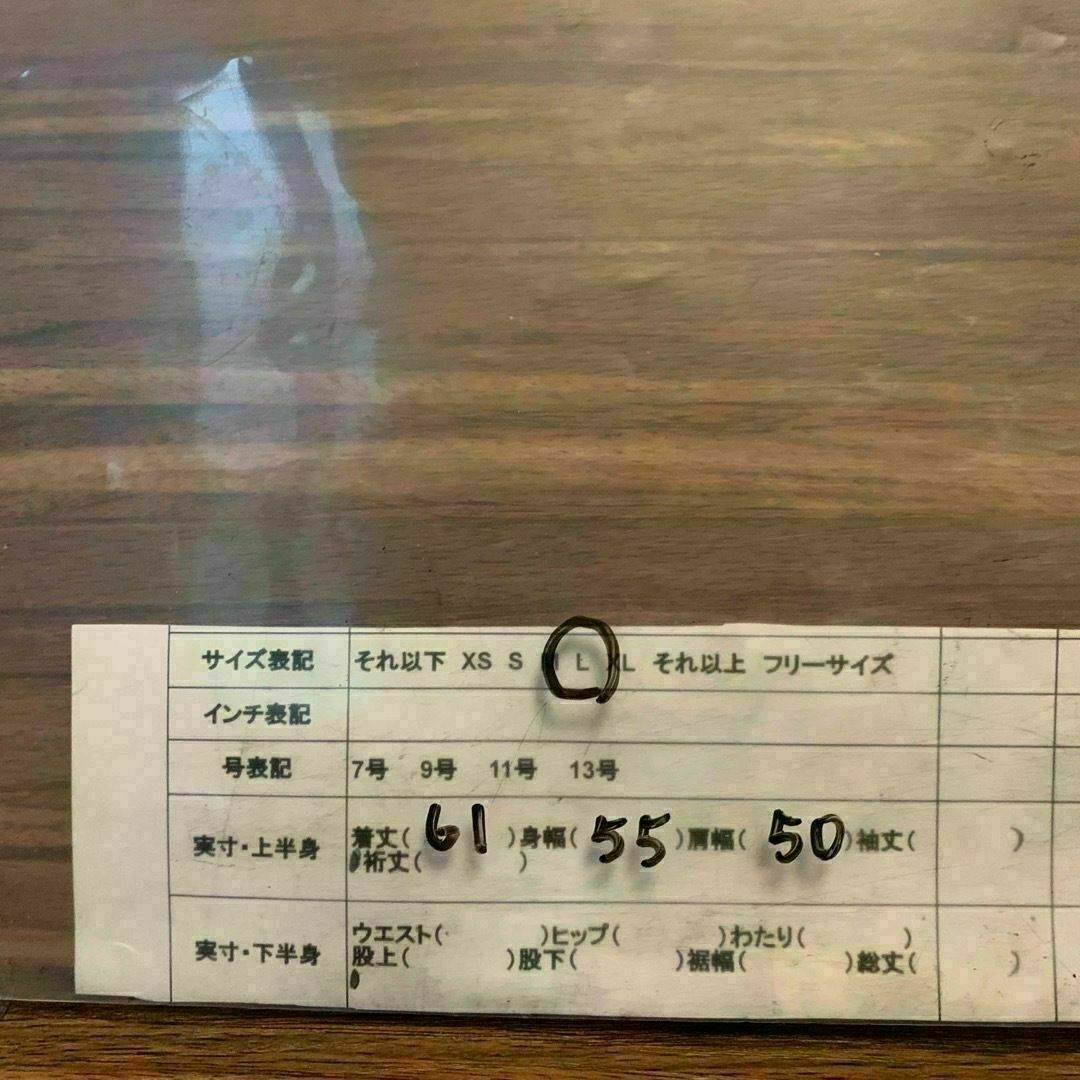 サイズ表記 それ以下 XS S M L XL それ以上 フリーサイズ
インチ表記
号表記 7号 9号 11号 13号
実寸・上半身 着丈( 61 )身幅( 55 )肩幅( 50 )袖丈( )
裄丈( )
実寸・下半身 ウエスト( )ヒップ( )わたり( )
股上( )股下( )裾幅( )総丈( )